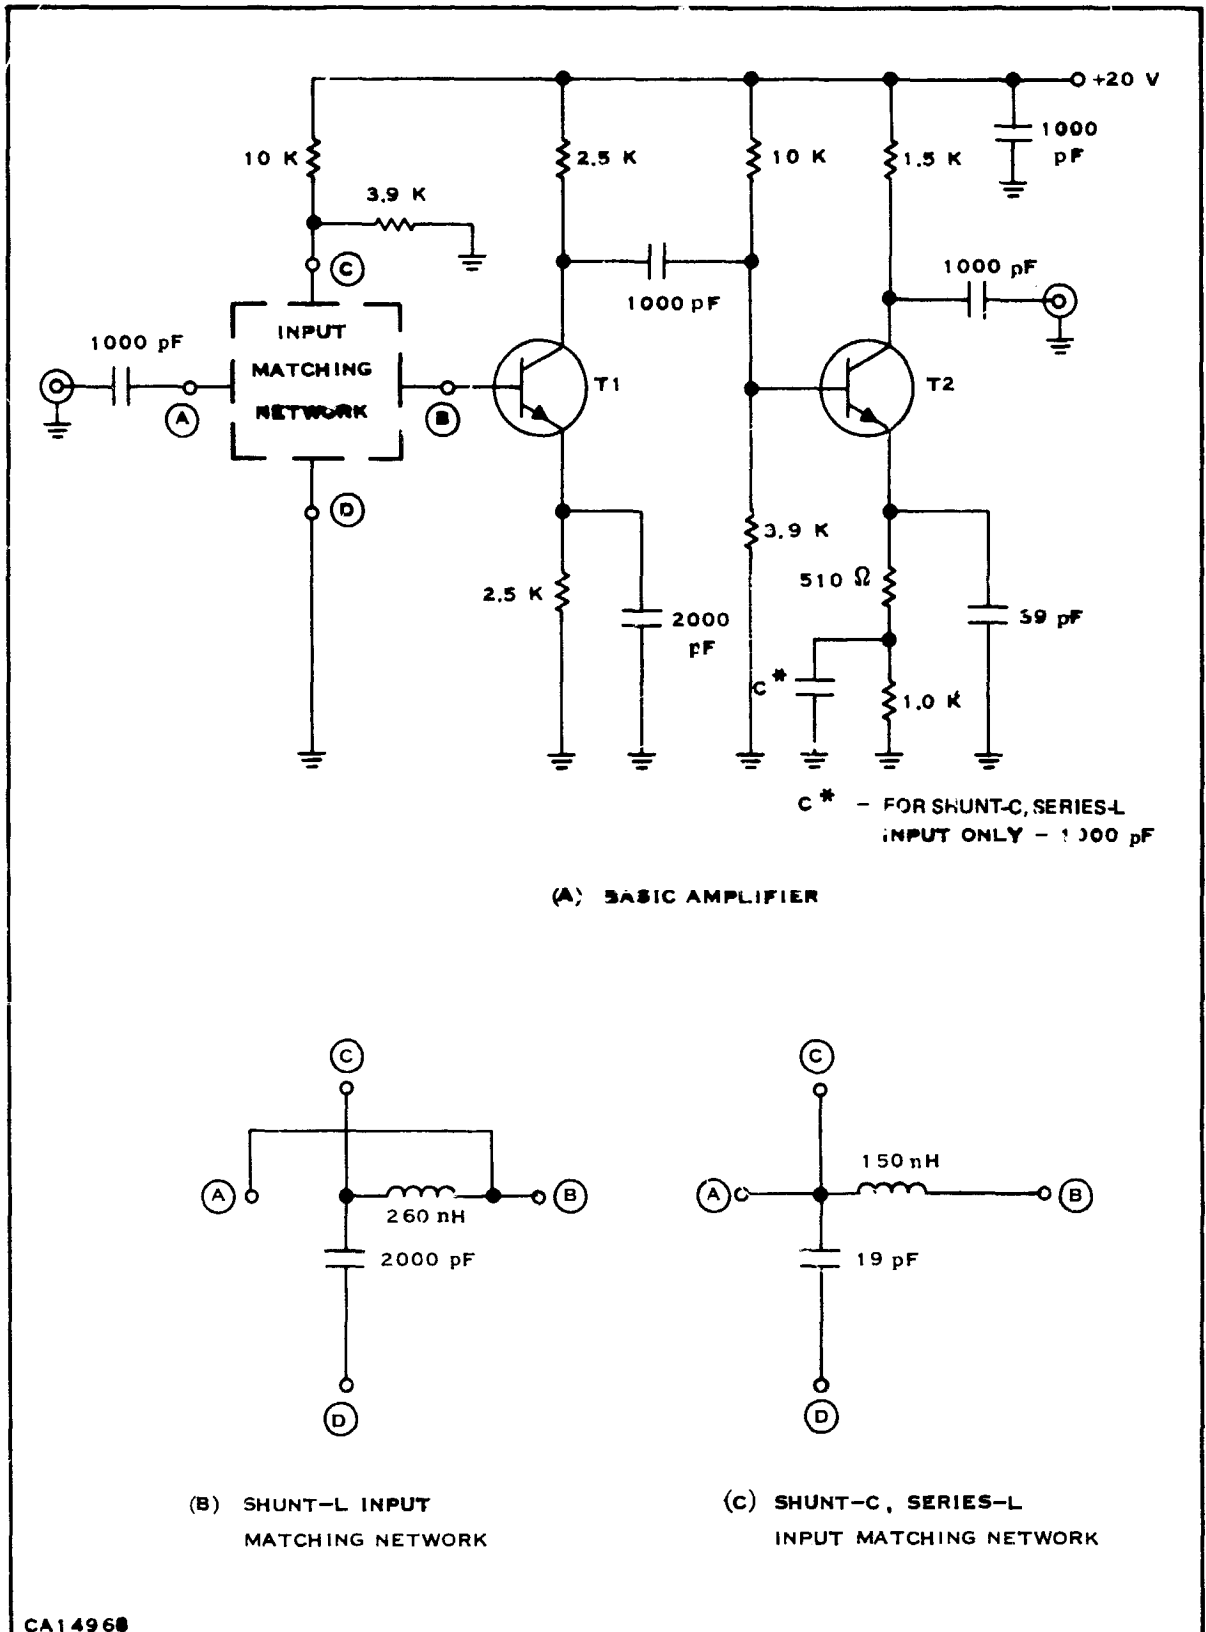 +20 V
10 K
2.5 K
10 K
1.5 K
1000
pF
3.9 K
C
1000 pF
1000 pF
1000 pF
INPUT
MATCHING
NETWORK
A
B
T1
T2
D
3.9 K
510 Ω
2.5 K
2000
pF
39 pF
C*
1.0 K
C* - FOR SHUNT-C, SERIES-L
INPUT ONLY - 1000 pF
(A) BASIC AMPLIFIER
C
C
150 nH
A
B
A
B
260 nH
2000 pF
19 pF
D
D
(B) SHUNT-L INPUT
MATCHING NETWORK
(C) SHUNT-C, SERIES-L
INPUT MATCHING NETWORK
CA14968